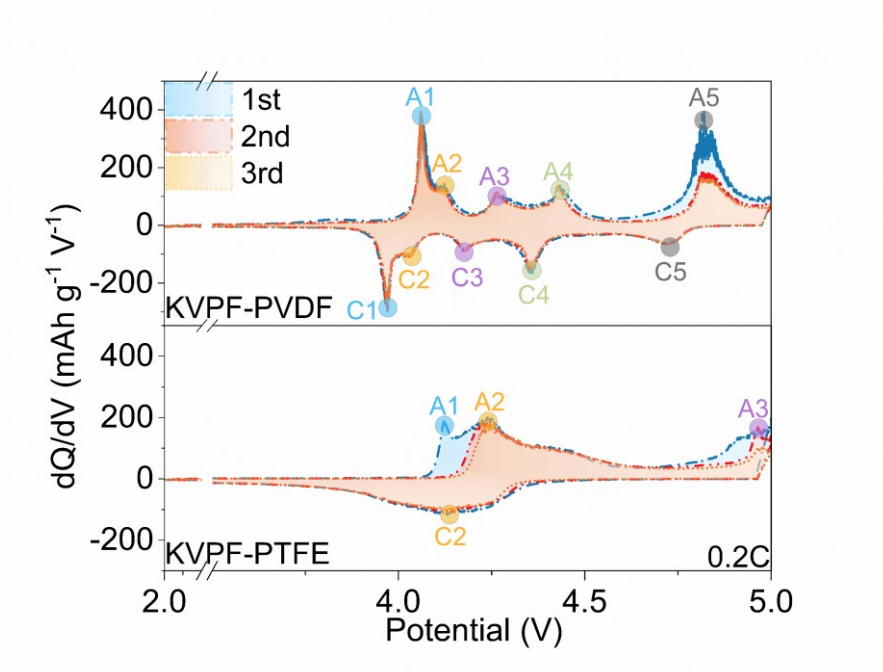 dQ/dV (mAh g⁻¹ V⁻¹)
400
200
0
-200
1st
2nd
3rd
A1
A2
A3
A4
A5
C1
C2
C3
C4
C5
KVPF-PVDF
400
200
0
-200
A1
A2
A3
C2
KVPF-PTFE
0.2C
2.0
4.0
4.5
5.0
Potential (V)